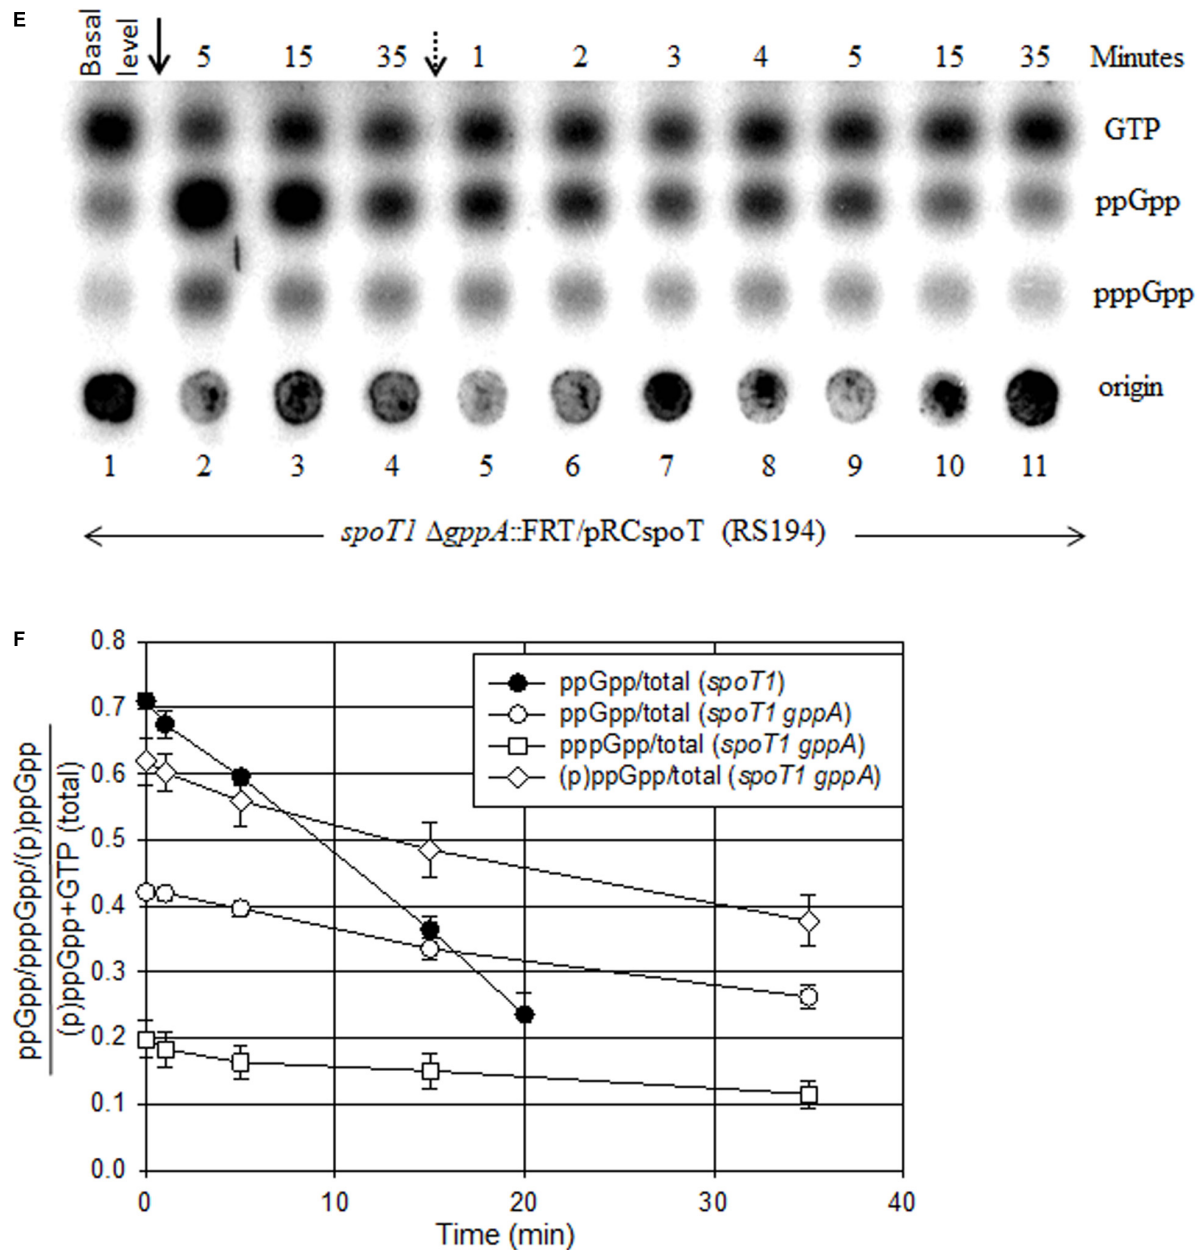 E
Basal level 5 15 35 1 2 3 4 5 15 35 Minutes
GTP
ppGpp
pppGpp
origin
1 2 3 4 5 6 7 8 9 10 11
spoT1 ΔgppA::FRT/pRCspoT (RS194)
F
ppGpp/pppGpp/(p)ppGpp
(p)ppGpp+GTP (total)
0.8
0.7
0.6
0.5
0.4
0.3
0.2
0.1
0.0
ppGpp/total (spoT1)
ppGpp/total (spoT1 gppA)
pppGpp/total (spoT1 gppA)
(p)ppGpp/total (spoT1 gppA)
0 10 20 30 40
Time (min)